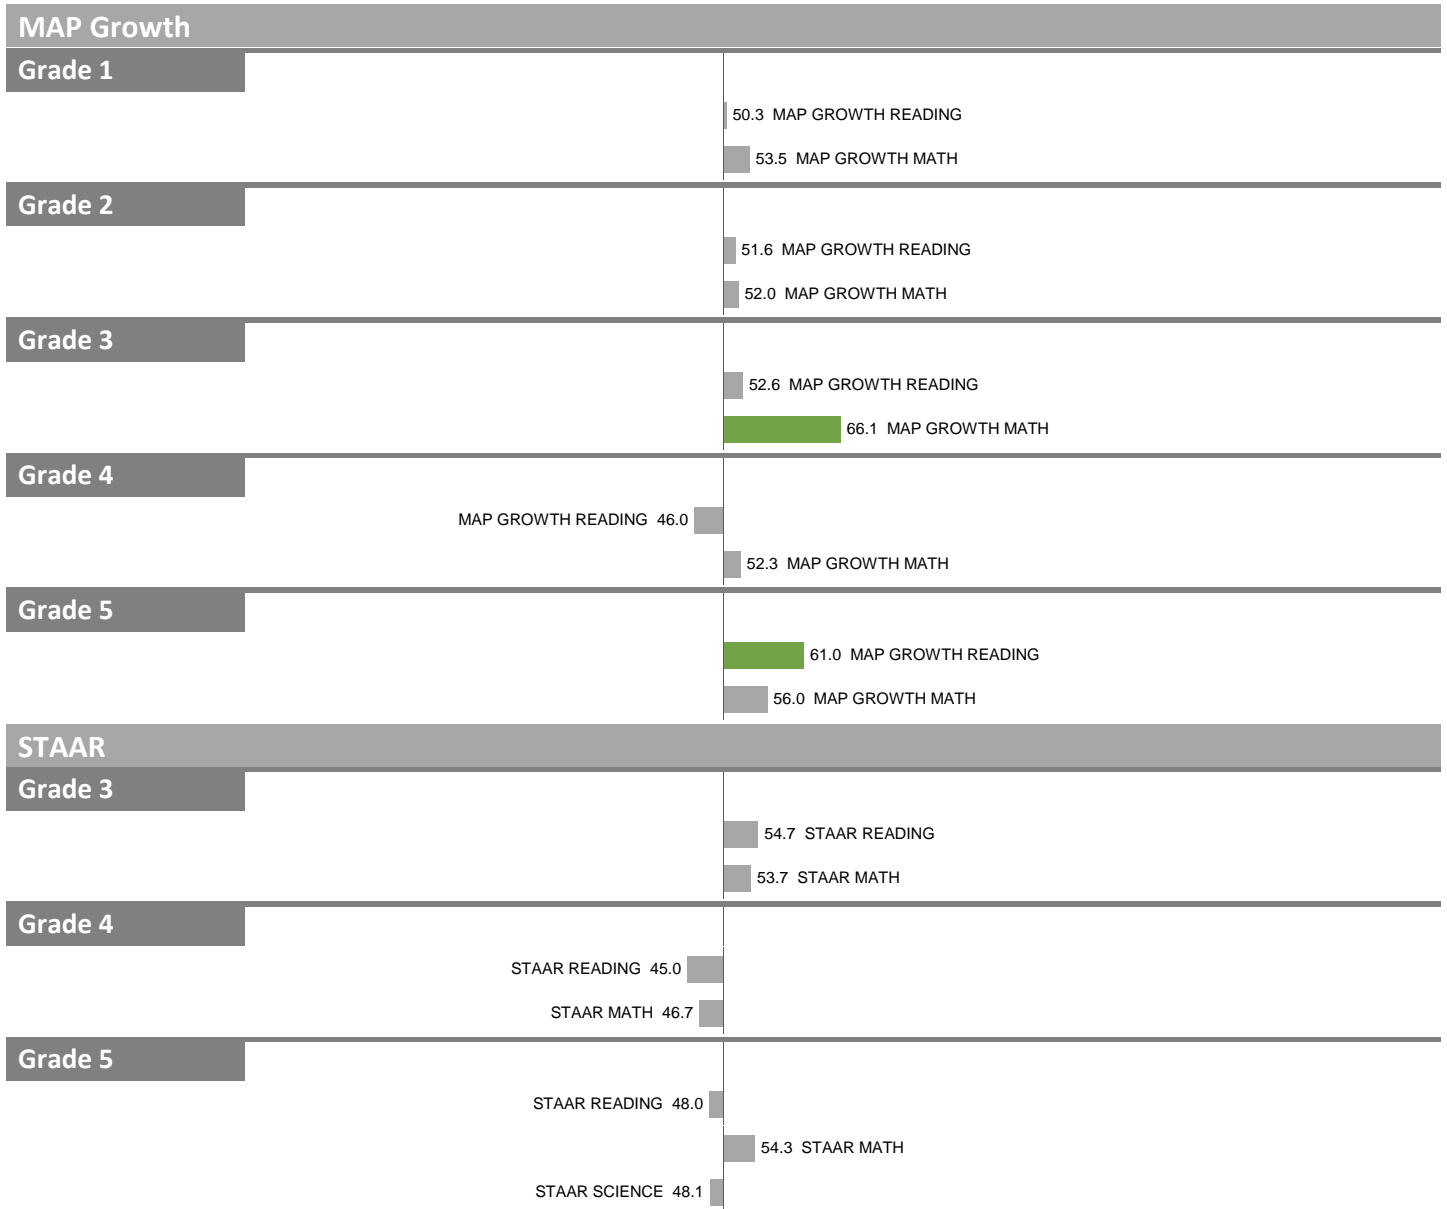 MAP Growth
Grade 1
50.3 MAP GROWTH READING
53.5 MAP GROWTH MATH
Grade 2
51.6 MAP GROWTH READING
52.0 MAP GROWTH MATH
Grade 3
52.6 MAP GROWTH READING
66.1 MAP GROWTH MATH
Grade 4
MAP GROWTH READING 46.0
52.3 MAP GROWTH MATH
Grade 5
61.0 MAP GROWTH READING
56.0 MAP GROWTH MATH
STAAR
Grade 3
54.7 STAAR READING
53.7 STAAR MATH
Grade 4
STAAR READING 45.0
STAAR MATH 46.7
Grade 5
STAAR READING 48.0
54.3 STAAR MATH
STAAR SCIENCE 48.1